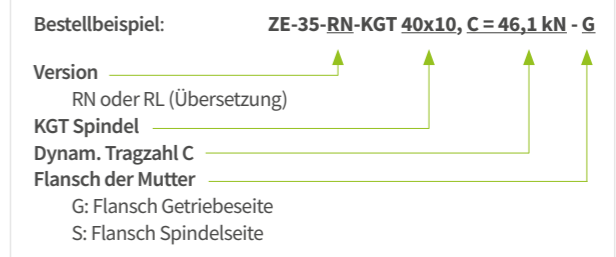 Bestellbeispiel: ZE-35-RN-KGT 40x10, C = 46,1 kN - G
Version
RN oder RL (Übersetzung)
KGT Spindel
Dynam. Tragzahl C
Flansch der Mutter
G: Flansch Getriebeseite
S: Flansch Spindelseite